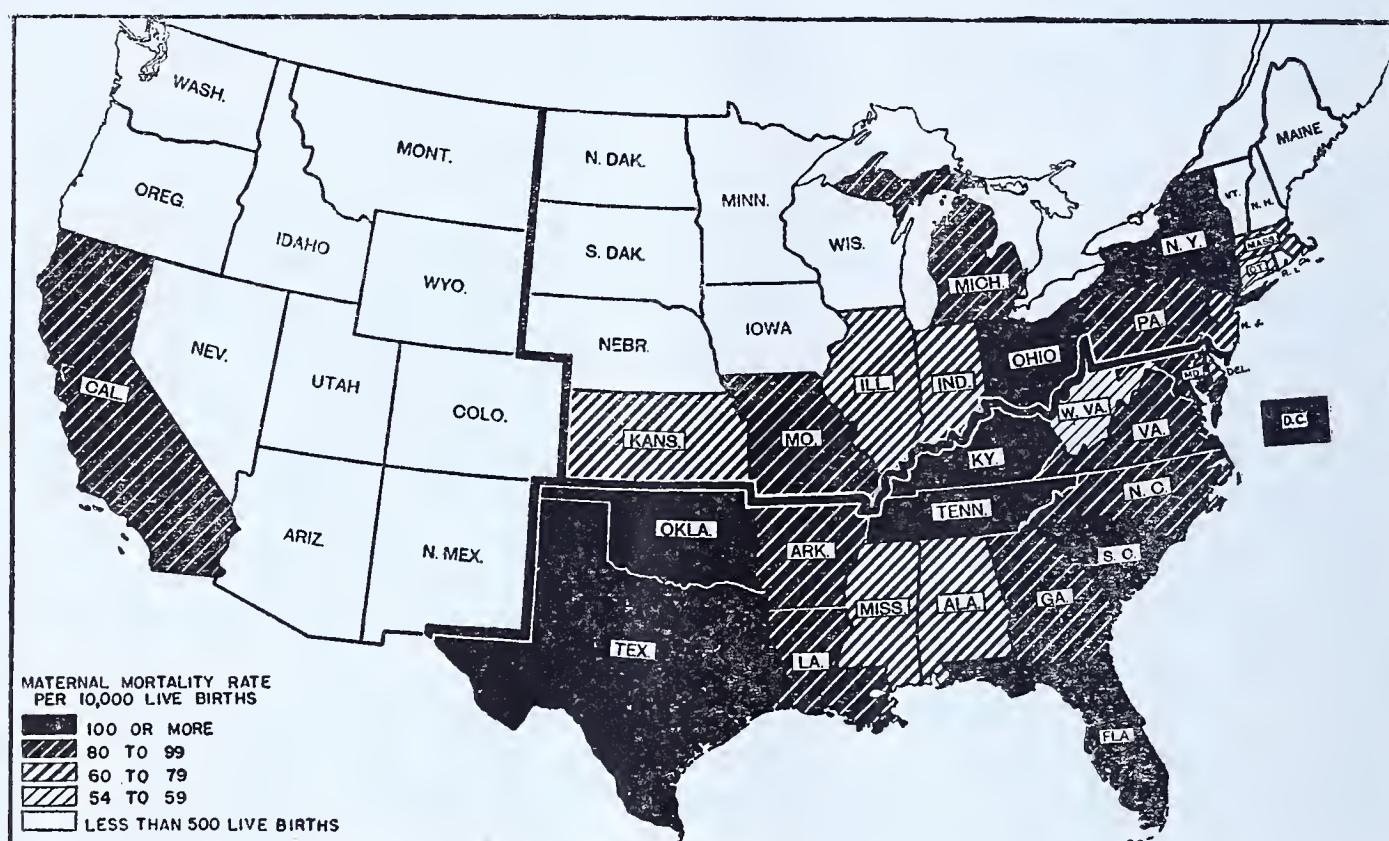 WASH.
MONT.
N. DAK.
MINN.
MAINE
OREG.
IDAHO
S. DAK.
WIS.
VT.
N. H.
N. Y.
MASS.
WYO.
MICH.
R. I.
NEBR.
IOWA
PA.
N. J.
NEV.
UTAH
COLO.
OHIO
ILL.
IND.
MD.
DEL.
CAL.
KANS.
MO.
W. VA.
VA.
D.C.
KY.
N. C.
ARIZ.
N. MEX.
OKLA.
TENN.
ARK.
S. C.
MISS.
ALA.
GA.
TEX.
LA.
FLA.
MATERNAL MORTALITY RATE
PER 10,000 LIVE BIRTHS
100 OR MORE
80 TO 99
60 TO 79
54 TO 59
LESS THAN 500 LIVE BIRTHS